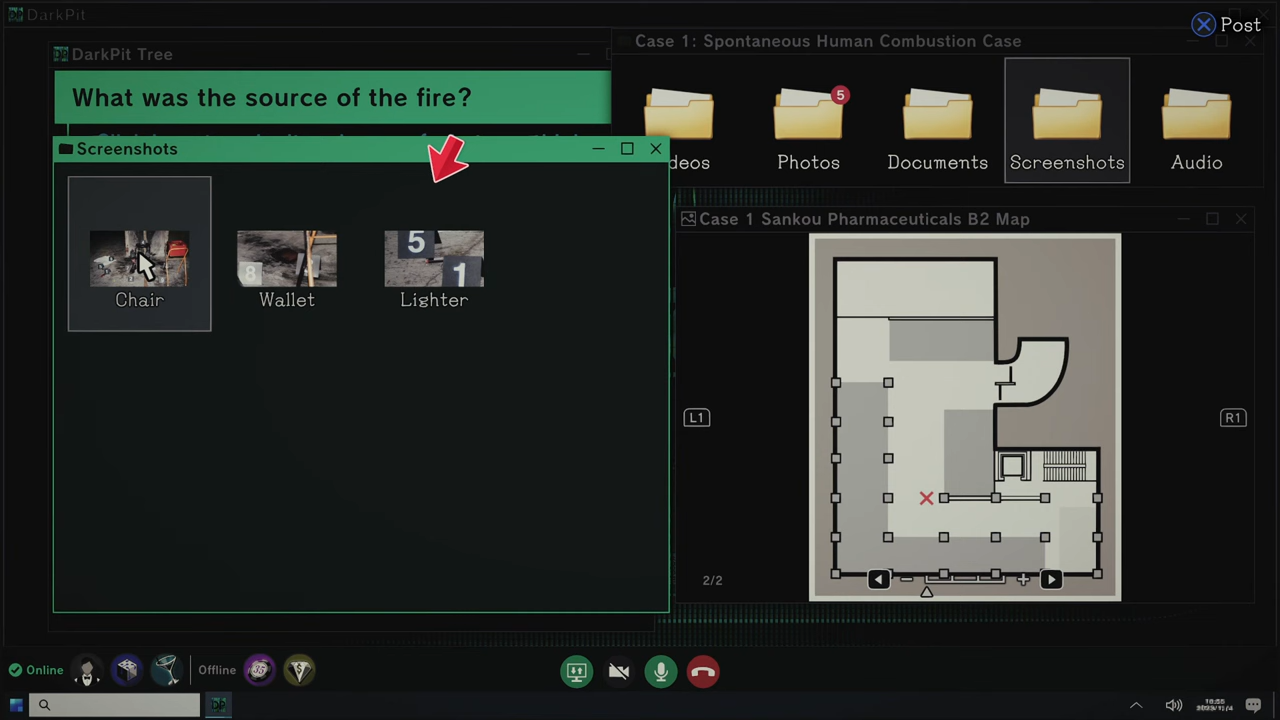 DarkPit
Post
DarkPit Tree
Case 1: Spontaneous Human Combustion Case
What was the source of the fire?
5
Photos
Documents
Screenshots
Audio
Screenshots
Case 1 Sankou Pharmaceuticals B2 Map
8
5
1
Chair
Wallet
Lighter
L1
R1
2/2
Online
Offline
DP